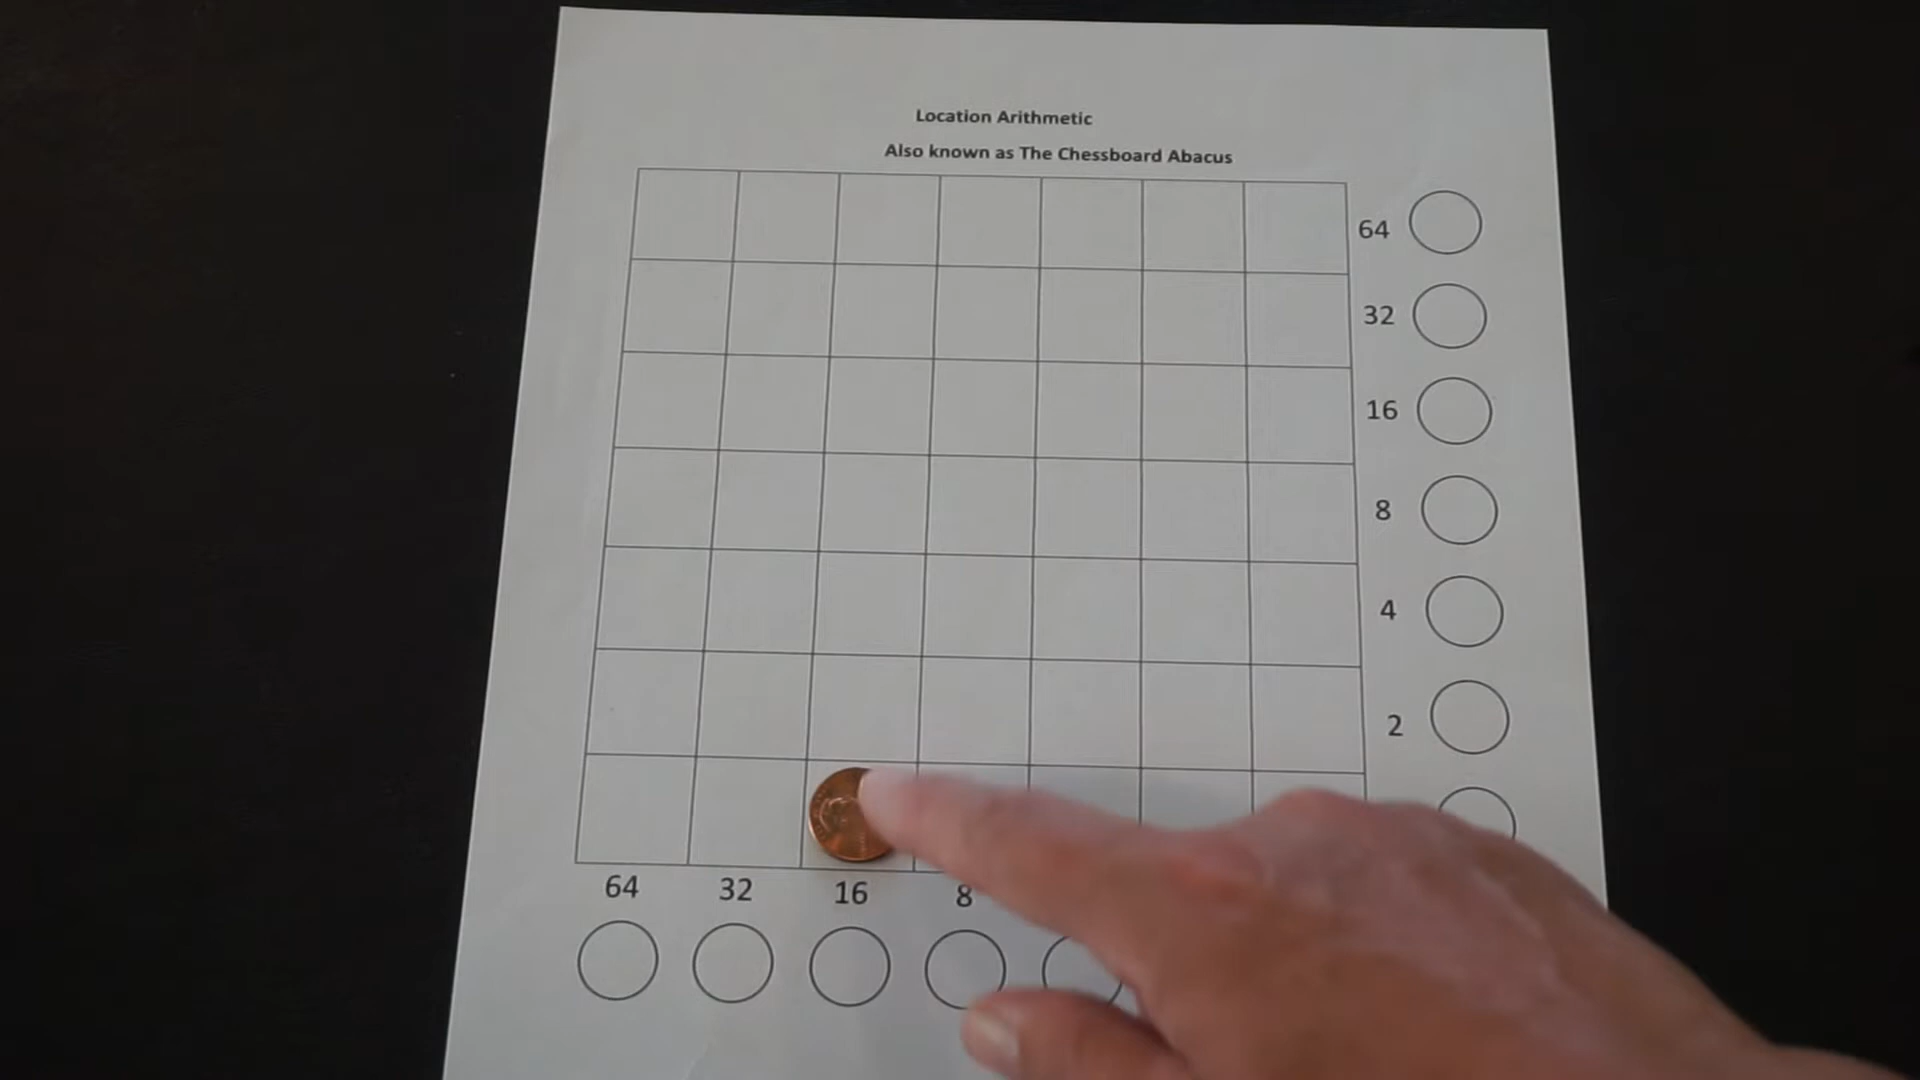 Location Arithmetic
Also known as The Chessboard Abacus
64
32
16
8
4
2
64 32 16 8